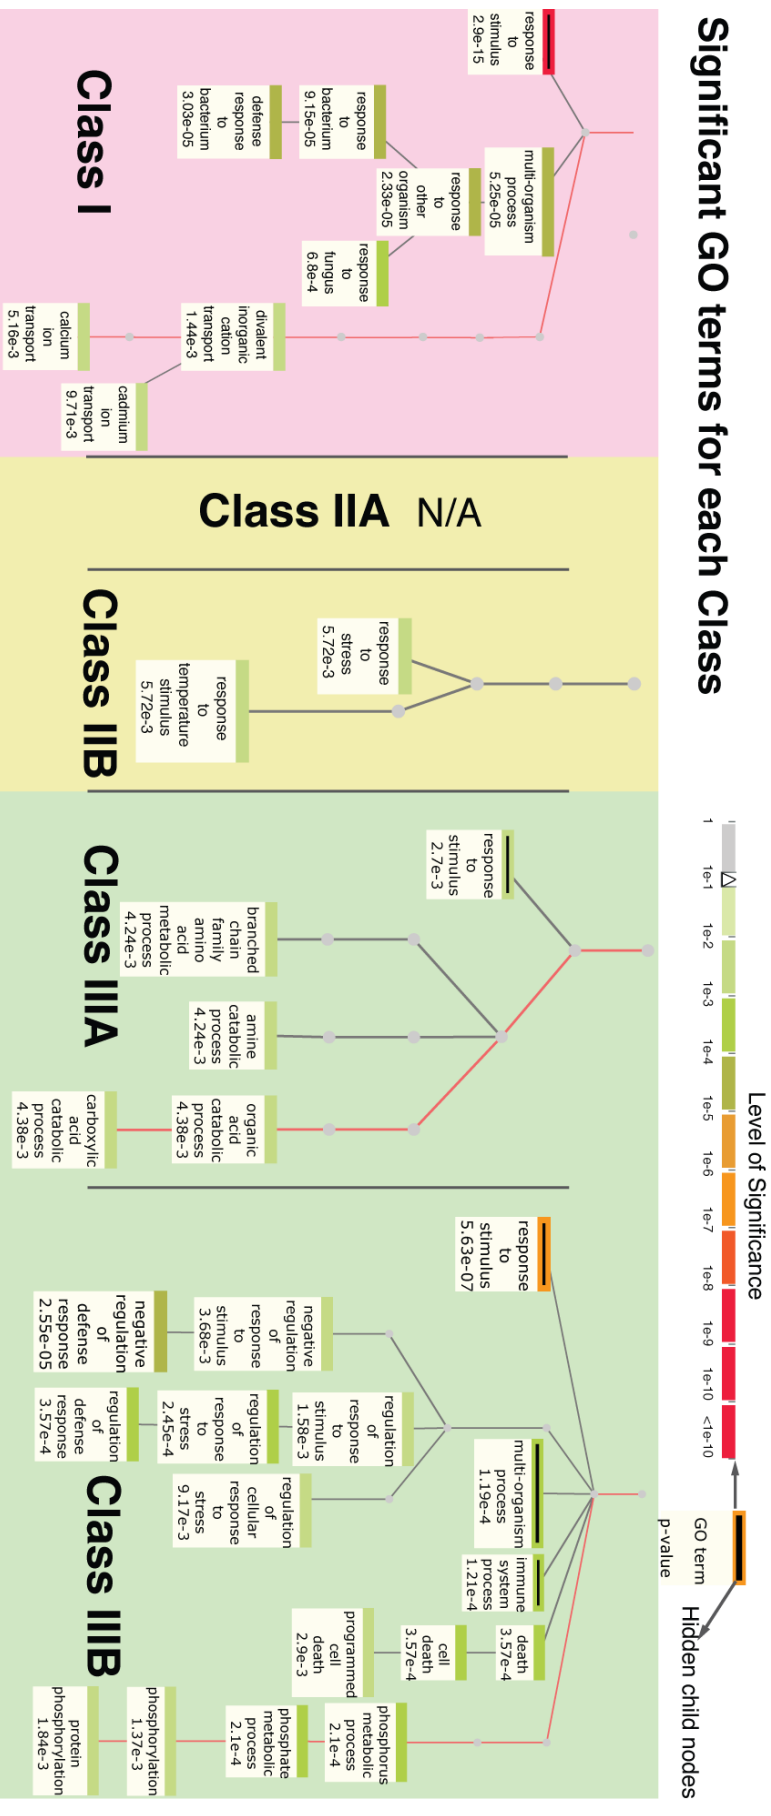 Significant GO terms for each Class
Level of Significance
1
1e-1
1e-2
1e-3
1e-4
1e-5
1e-6
1e-7
1e-8
1e-9
1e-10
<1e-10
GO term
p-value
Hidden child nodes
response
to
stimulus
2.9e-15
multi-organism
process
5.25e-05
response
to
other
organism
2.33e-05
response
to
bacterium
9.15e-05
defense
response
to
bacterium
3.03e-05
response
to
fungus
6.8e-4
divalent
inorganic
cation
transport
1.44e-3
calcium
ion
transport
5.16e-3
cadmium
ion
transport
9.71e-3
Class I
Class IIA N/A
response
to
stress
5.72e-3
response
to
temperature
stimulus
5.72e-3
Class IIB
response
to
stimulus
2.7e-3
branched
chain
family
amino
acid
metabolic
process
4.24e-3
amine
catabolic
process
4.24e-3
organic
acid
catabolic
process
4.38e-3
carboxylic
acid
catabolic
process
4.38e-3
Class IIIA
response
to
stimulus
5.63e-07
negative
regulation
of
response
to
stimulus
3.68e-3
negative
regulation
of
defense
response
2.55e-05
regulation
of
response
to
stimulus
1.58e-3
regulation
of
response
to
stress
2.45e-4
regulation
of
defense
response
3.57e-4
regulation
of
cellular
response
to
stress
9.17e-3
multi-organism
process
1.19e-4
immune
system
process
1.21e-4
death
3.57e-4
cell
death
3.57e-4
programmed
cell
death
2.9e-3
phosphorus
metabolic
process
2.1e-4
phosphate
metabolic
process
2.1e-4
phosphorylation
1.37e-3
protein
phosphorylation
1.84e-3
Class IIIB